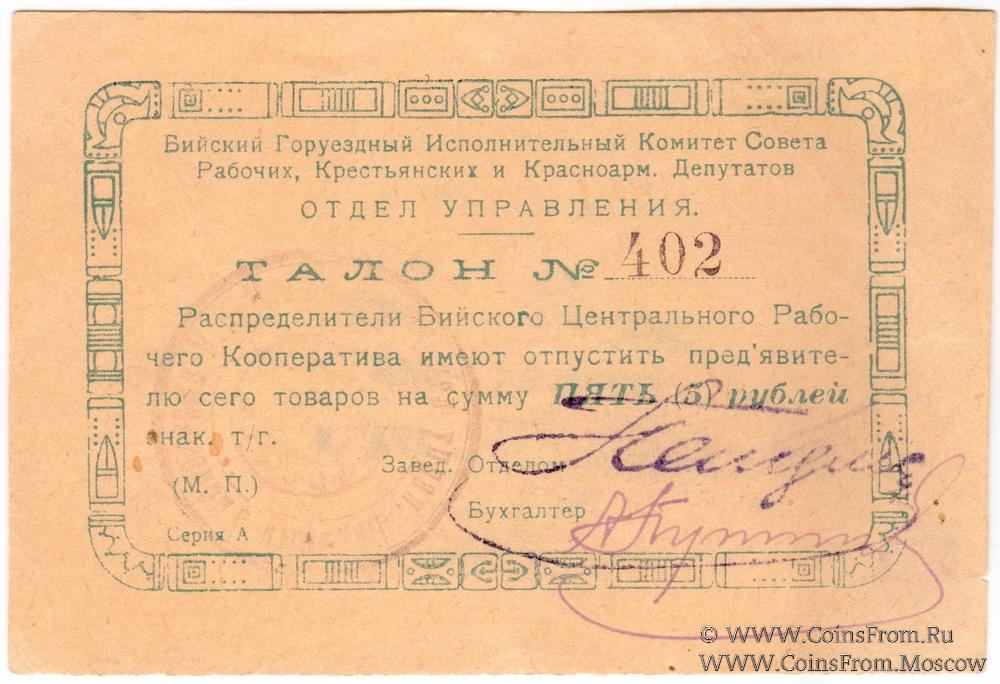 Бийский Горуездный Исполнительный Комитет Совета
Рабочих, Крестьянских и Красноарм. Депутатов
ОТДЕЛ УПРАВЛЕНИЯ.
ТАЛОН № 402
Распределители Бийского Центрального Рабо-
чего Кооператива имеют отпустить пред'явите-
лю сего товаров на сумму ПЯТЬ (5) рублей
знак. т/г.
Завед. Отделом
(М. П.)
Бухгалтер
Серия А
© WWW.CoinsFrom.Ru
WWW.CoinsFrom.Moscow